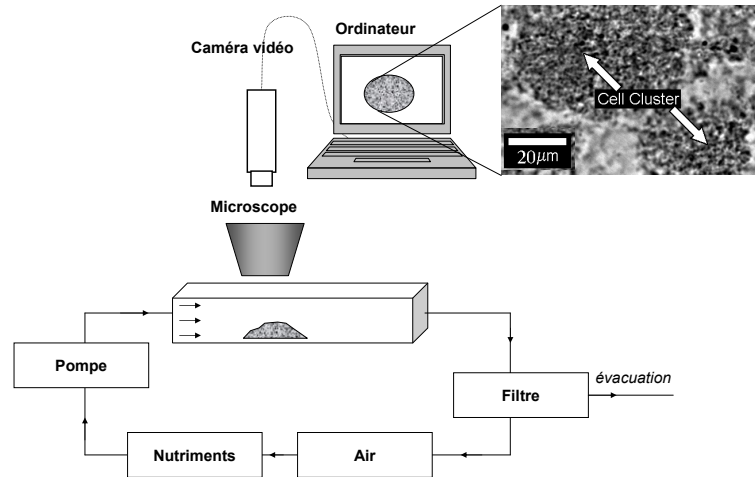 Ordinateur
Caméra vidéo
Cell Cluster
20µm
Microscope
Pompe
évacuation
Filtre
Nutriments
Air